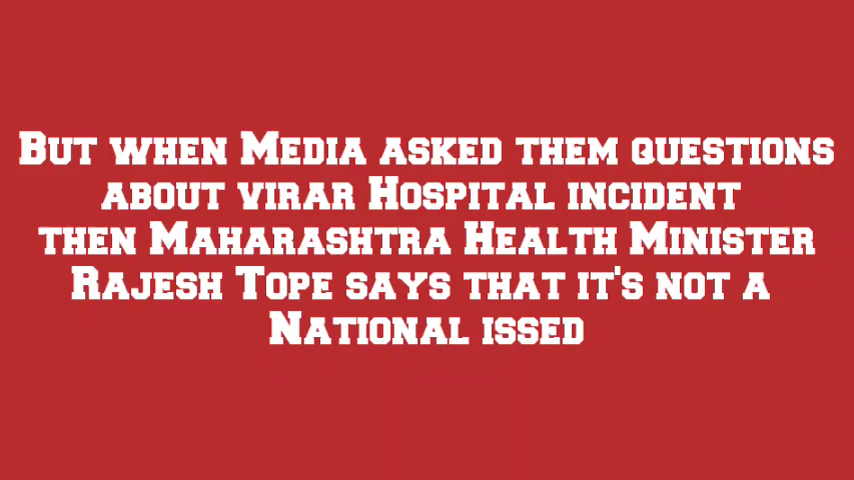 But when Media asked them questions
about virar Hospital incident
then Maharashtra Health Minister
Rajesh Tope says that it's not a
National issed